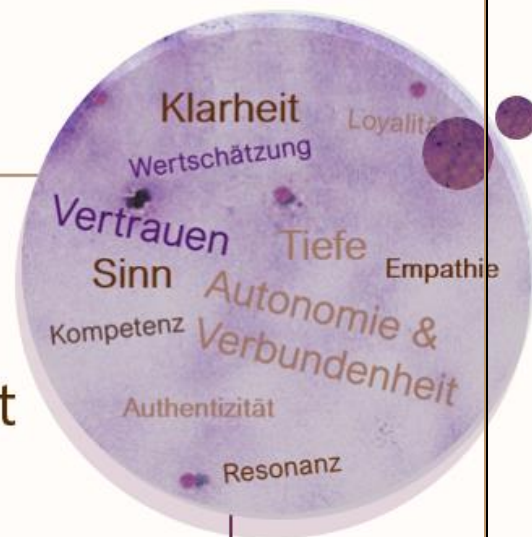 Klarheit
Wertschätzung
Vertrauen
Tiefe
Sinn
Empathie
Autonomie &
Verbundenheit
Kompetenz
Authentizität
Resonanz